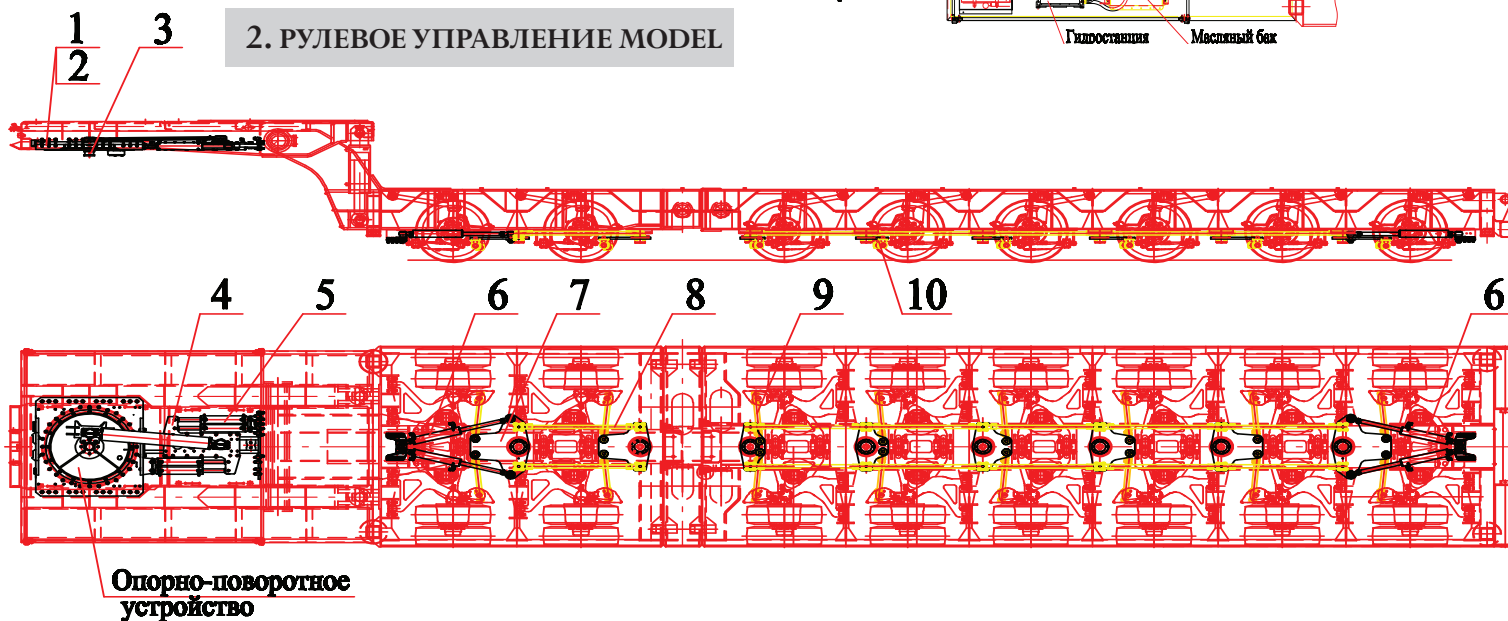 Гидростанция Масляный бак
2. РУЛЕВОЕ УПРАВЛЕНИЕ MODEL
1 3
2
4 5 6 7 8 9 10 6
Опорно-поворотное
устройство